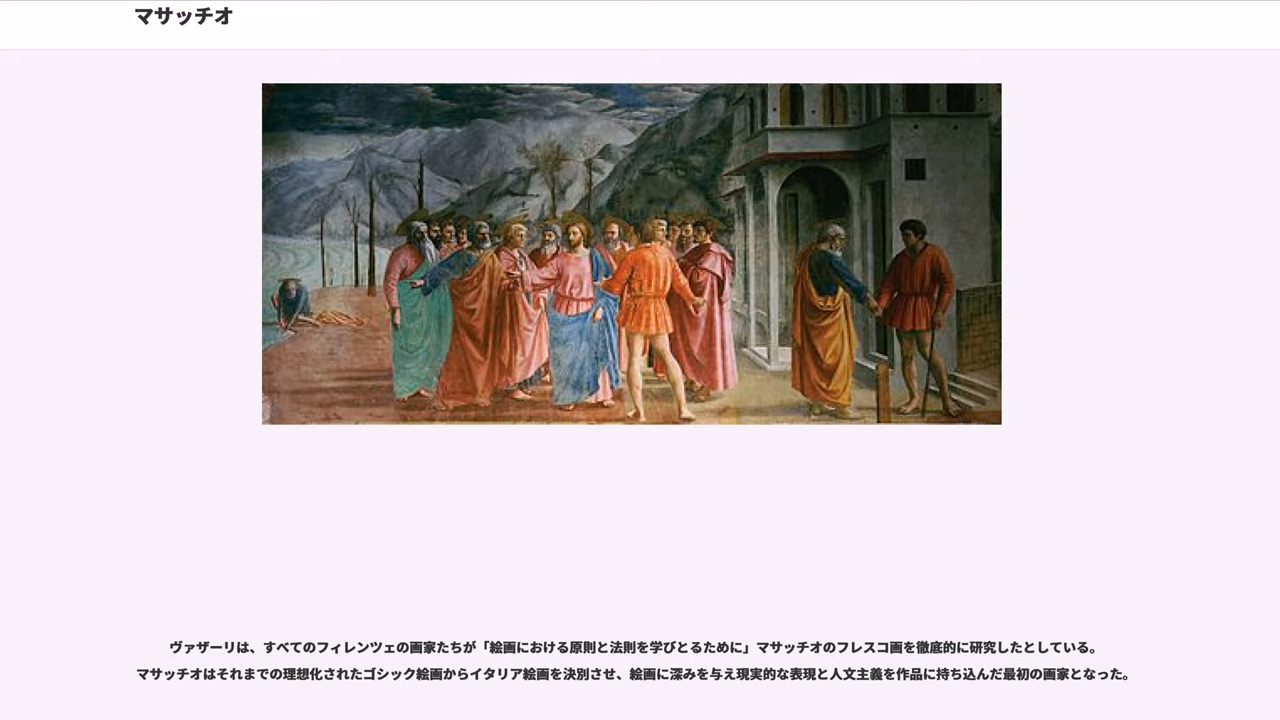 マサッチオ
ヴァザーリは、すべてのフィレンツェの画家たちが「絵画における原則と法則を学びとるために」マサッチオのフレスコ画を徹底的に研究したとしている。
マサッチオはそれまでの理想化されたゴシック絵画からイタリア絵画を決別させ、絵画に深みを与え現実的な表現と人文主義を作品に持ち込んだ最初の画家となった。